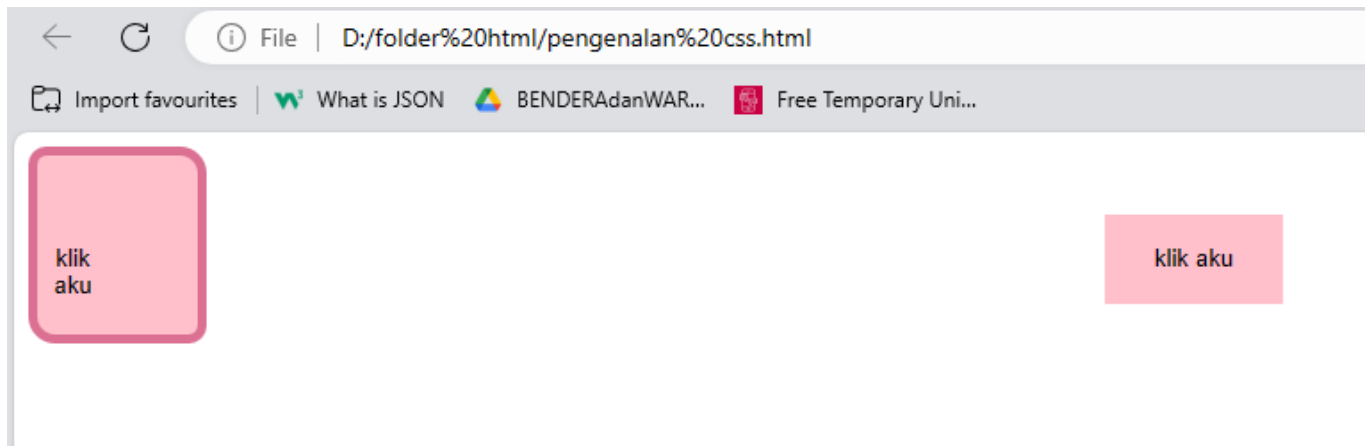 File | D:/folder%20html/pengenalan%20css.html
Import favourites | What is JSON BENDERAdanWAR... Free Temporary Uni...
klik
aku
klik aku